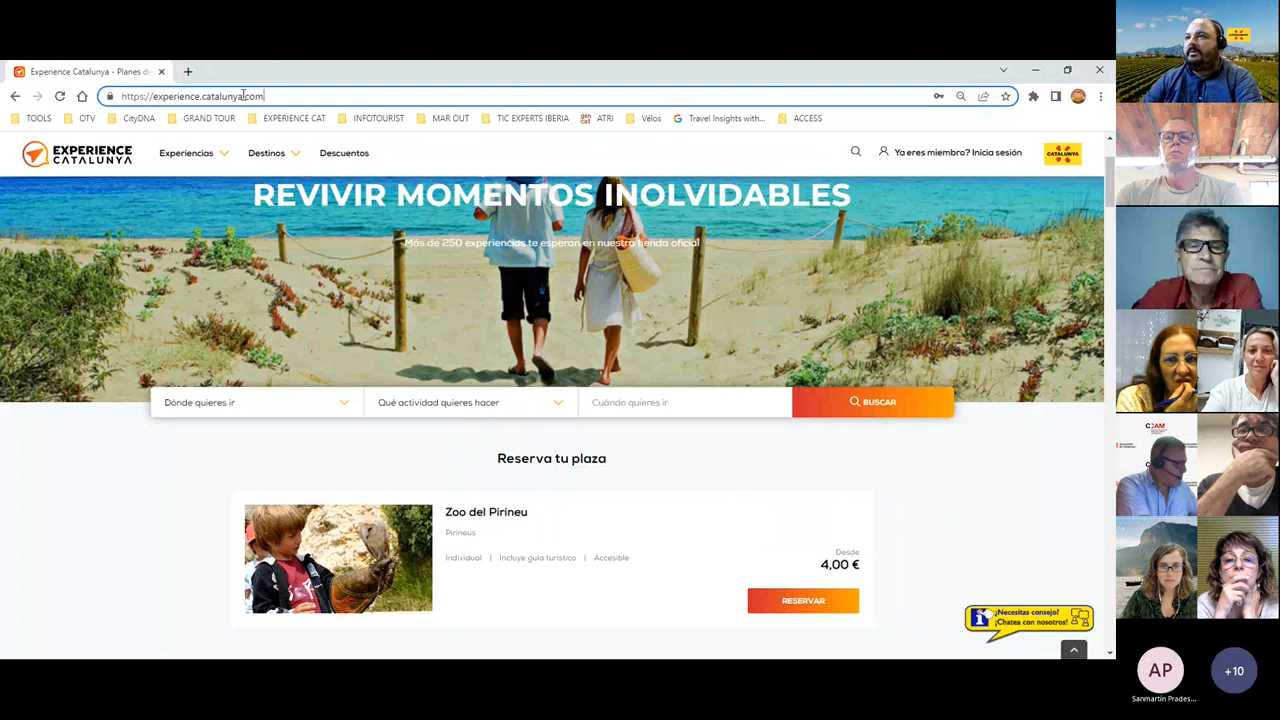 Experience Catalunya - Planes de
https://experience.catalunya.com
TOOLS OTV CityDNA GRAND TOUR EXPERIENCE CAT INFOTOURIST MAR OUT TIC EXPERTS IBERIA ATRI Vélos Travel Insights with... ACCESS
EXPERIENCE
CATALUNYA
Experiencias Destinos Descuentos Ya eres miembro? Inicia sesión
CATALUNYA
REVIVIR MOMENTOS INOLVIDABLES
Más de 250 experiencias te esperan en nuestra tienda oficial
Dónde quieres ir Qué actividad quieres hacer Cuándo quieres ir BUSCAR
Reserva tu plaza
Zoo del Pirineu
Pirineus
Individual | Incluye guía turístico | Accesible
Desde
4,00 €
RESERVAR
¿Necesitas consejo?
¡Chatea con nosotros!
CATALUNYA
CCAM
AP
+10
Sanmartín Prades...